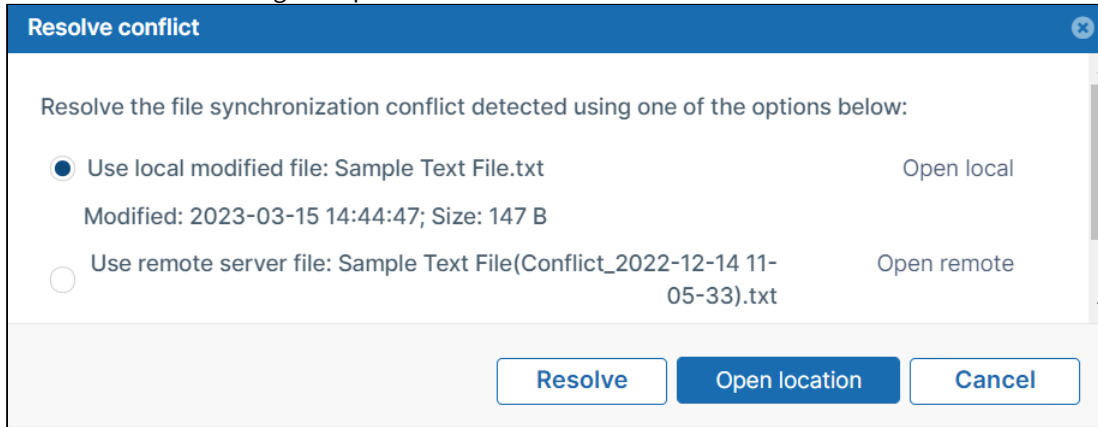 Resolve conflict
Resolve the file synchronization conflict detected using one of the options below:
Use local modified file: Sample Text File.txt Open local
Modified: 2023-03-15 14:44:47; Size: 147 B
Use remote server file: Sample Text File(Conflict_2022-12-14 11- Open remote
05-33).txt
Resolve Open location Cancel